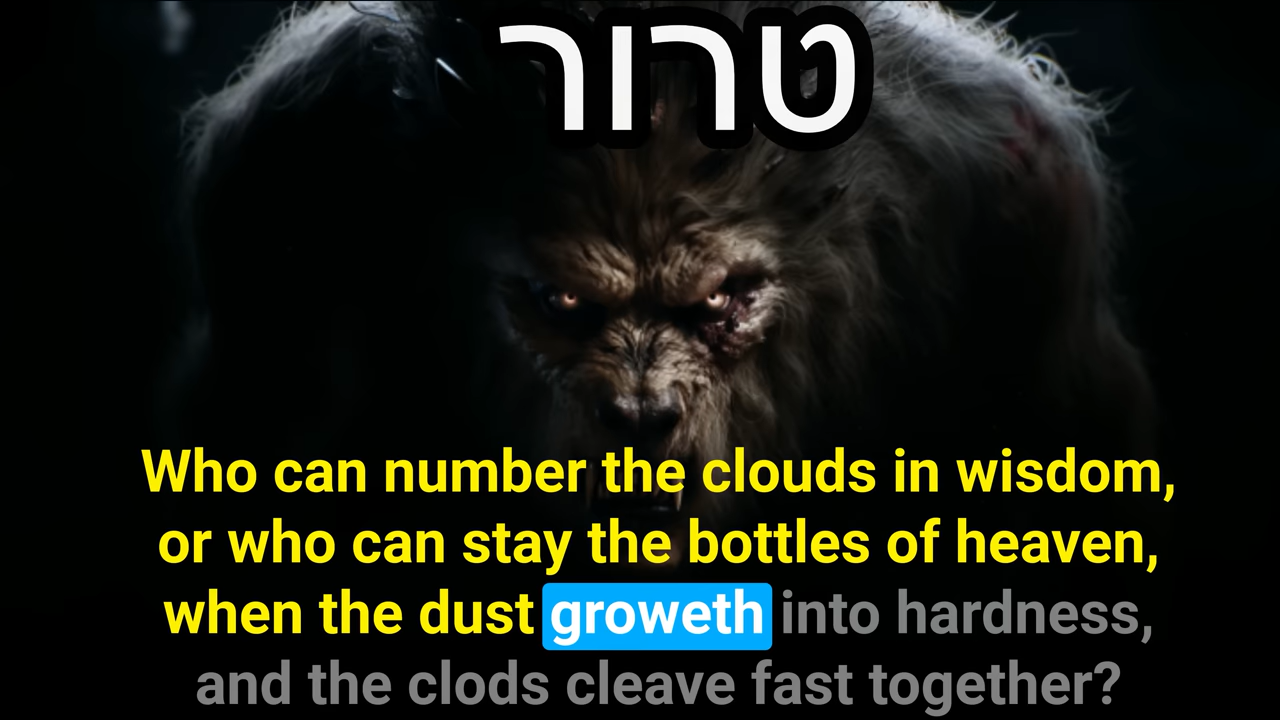 טרור
Who can number the clouds in wisdom,
or who can stay the bottles of heaven,
when the dust groweth into hardness,
and the clods cleave fast together?